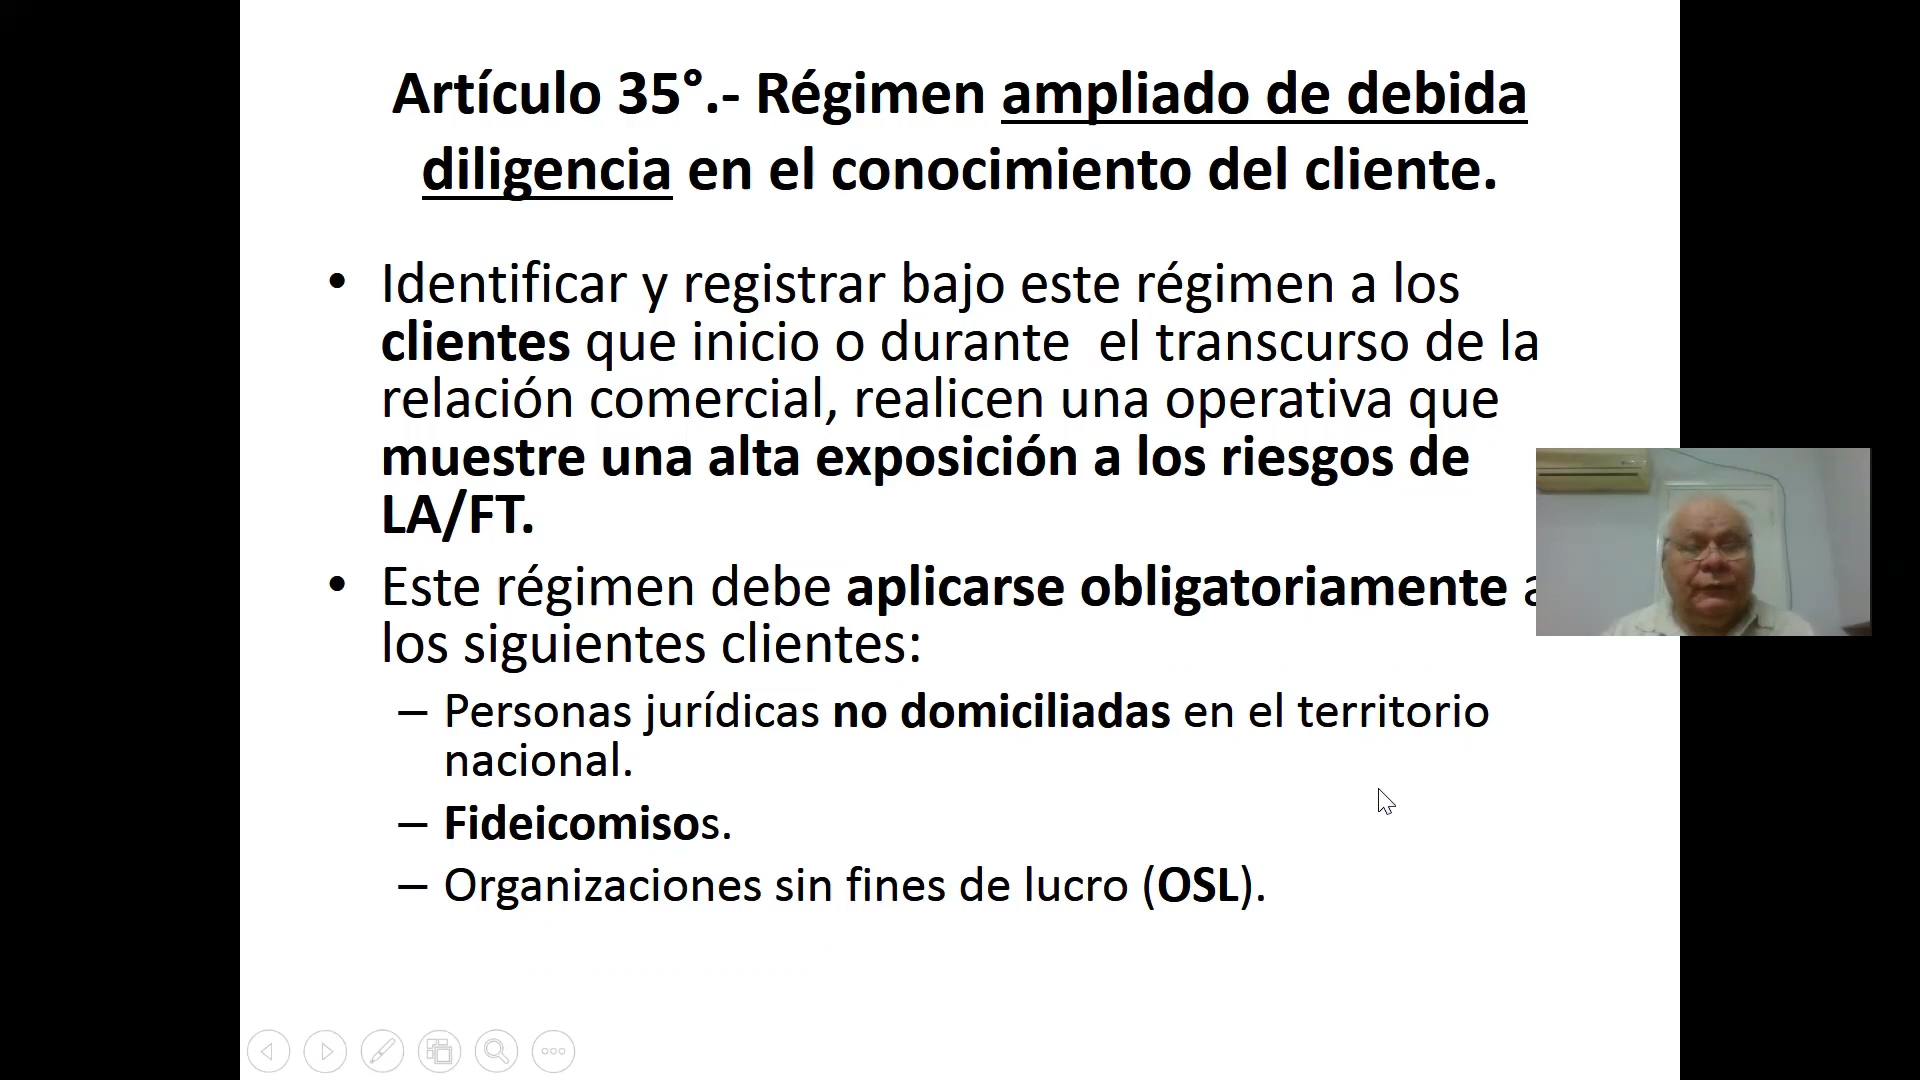 Artículo 35°.- Régimen ampliado de debida
diligencia en el conocimiento del cliente.
• Identificar y registrar bajo este régimen a los
clientes que inicio o durante  el transcurso de la
relación comercial, realicen una operativa que
muestre una alta exposición a los riesgos de
LA/FT.
• Este régimen debe aplicarse obligatoriamente a
los siguientes clientes:
– Personas jurídicas no domiciliadas en el territorio
nacional.
– Fideicomisos.
– Organizaciones sin fines de lucro (OSL).